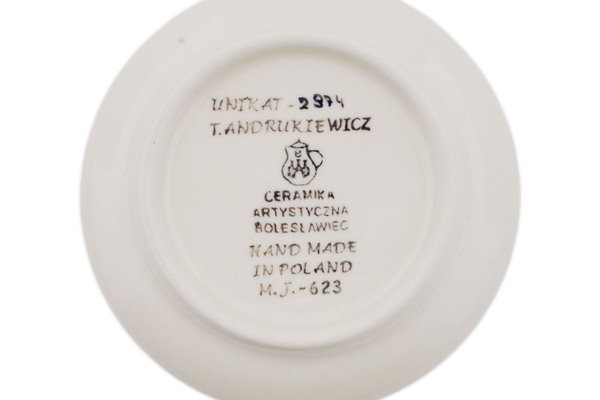 UNIKAT - 2974
T. ANDRUKIEWICZ
B
CERAMIKA
ARTYSTYCZNA
BOLESŁAWIEC
HAND MADE
IN POLAND
M.J.-623